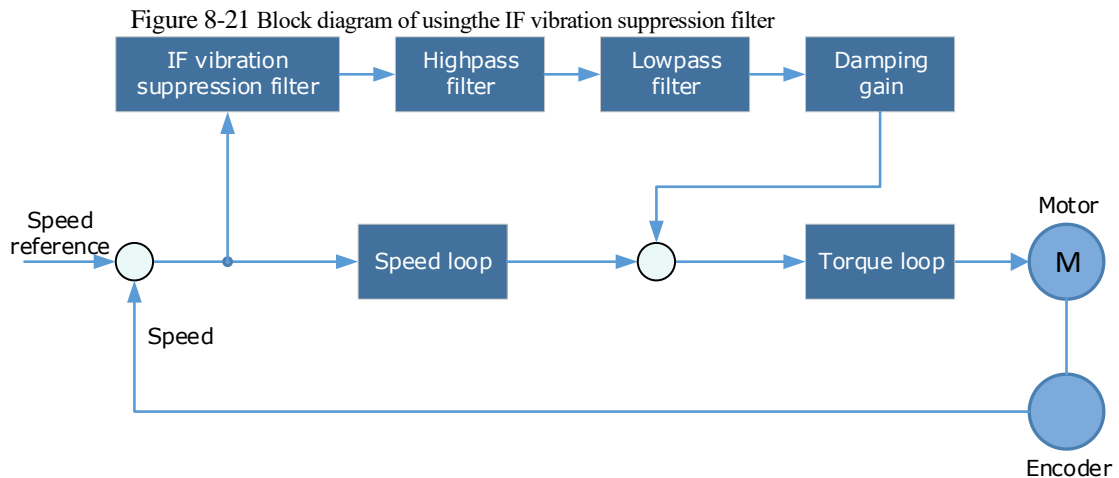 Figure 8-21 Block diagram of usingthe IF vibration suppression filter
IF vibration
suppression filter
Highpass
filter
Lowpass
filter
Damping
gain
Speed
reference
Speed loop
Torque loop
Motor
M
Speed
Encoder